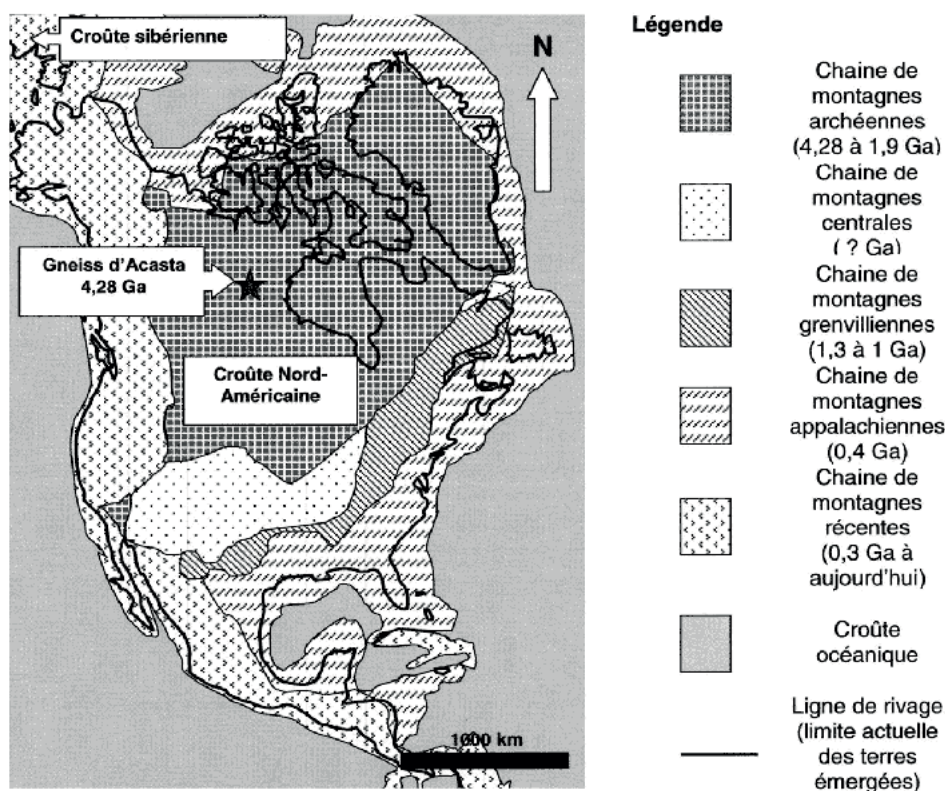 Croûte sibérienne
N
Gneiss d'Acasta
4,28 Ga
Croûte Nord-
Américaine
1000 km
Légende
Chaine de
montagnes
archéennes
(4,28 à 1,9 Ga)
Chaine de
montagnes
centrales
( ? Ga)
Chaine de
montagnes
grenvilliennes
(1,3 à 1 Ga)
Chaine de
montagnes
appalachiennes
(0,4 Ga)
Chaine de
montagnes
récentes
(0,3 Ga à
aujourd'hui)
Croûte
océanique
Ligne de rivage
(limite actuelle
des terres
émergées)